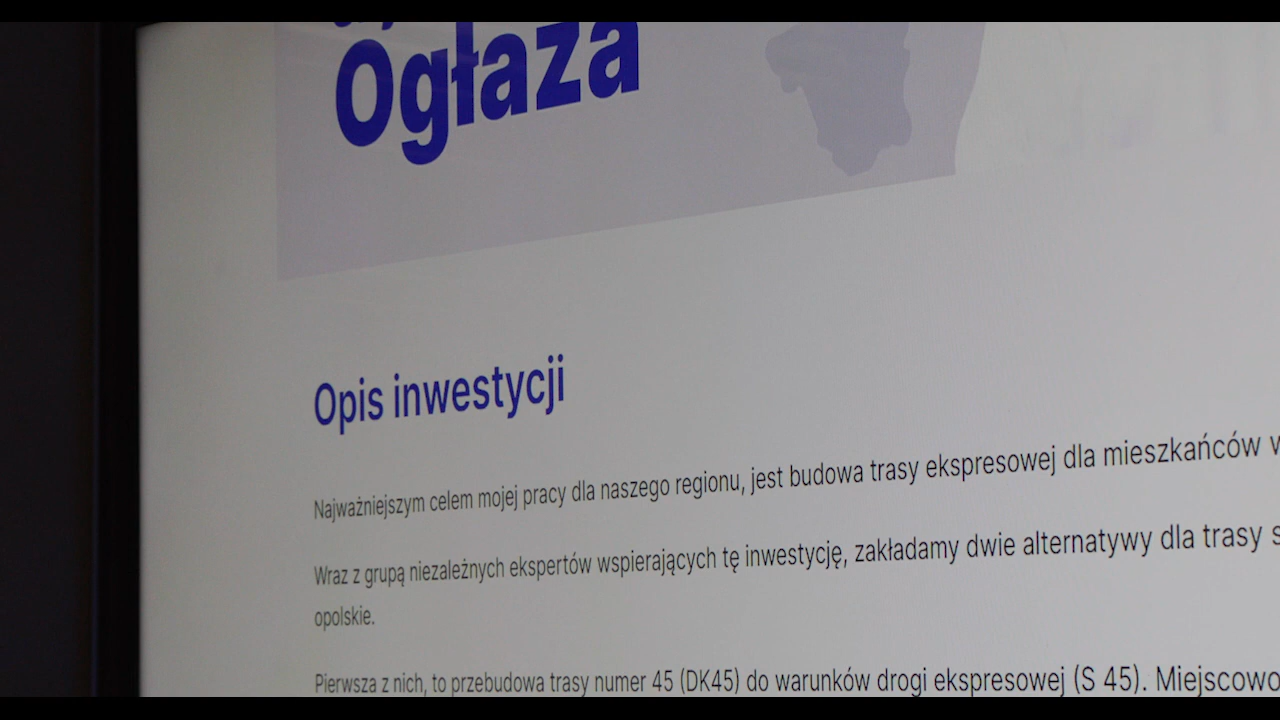 Ogłaza
Opis inwestycji
Najważniejszym celem mojej pracy dla naszego regionu, jest budowa trasy ekspresowej dla mieszkańców
Wraz z grupą niezależnych ekspertów wspierających tę inwestycję, zakładamy dwie alternatywy dla trasy
opolskie.
Pierwsza z nich, to przebudowa trasy numer 45 (DK45) do warunków drogi ekspresowej (S 45). Miejscowo